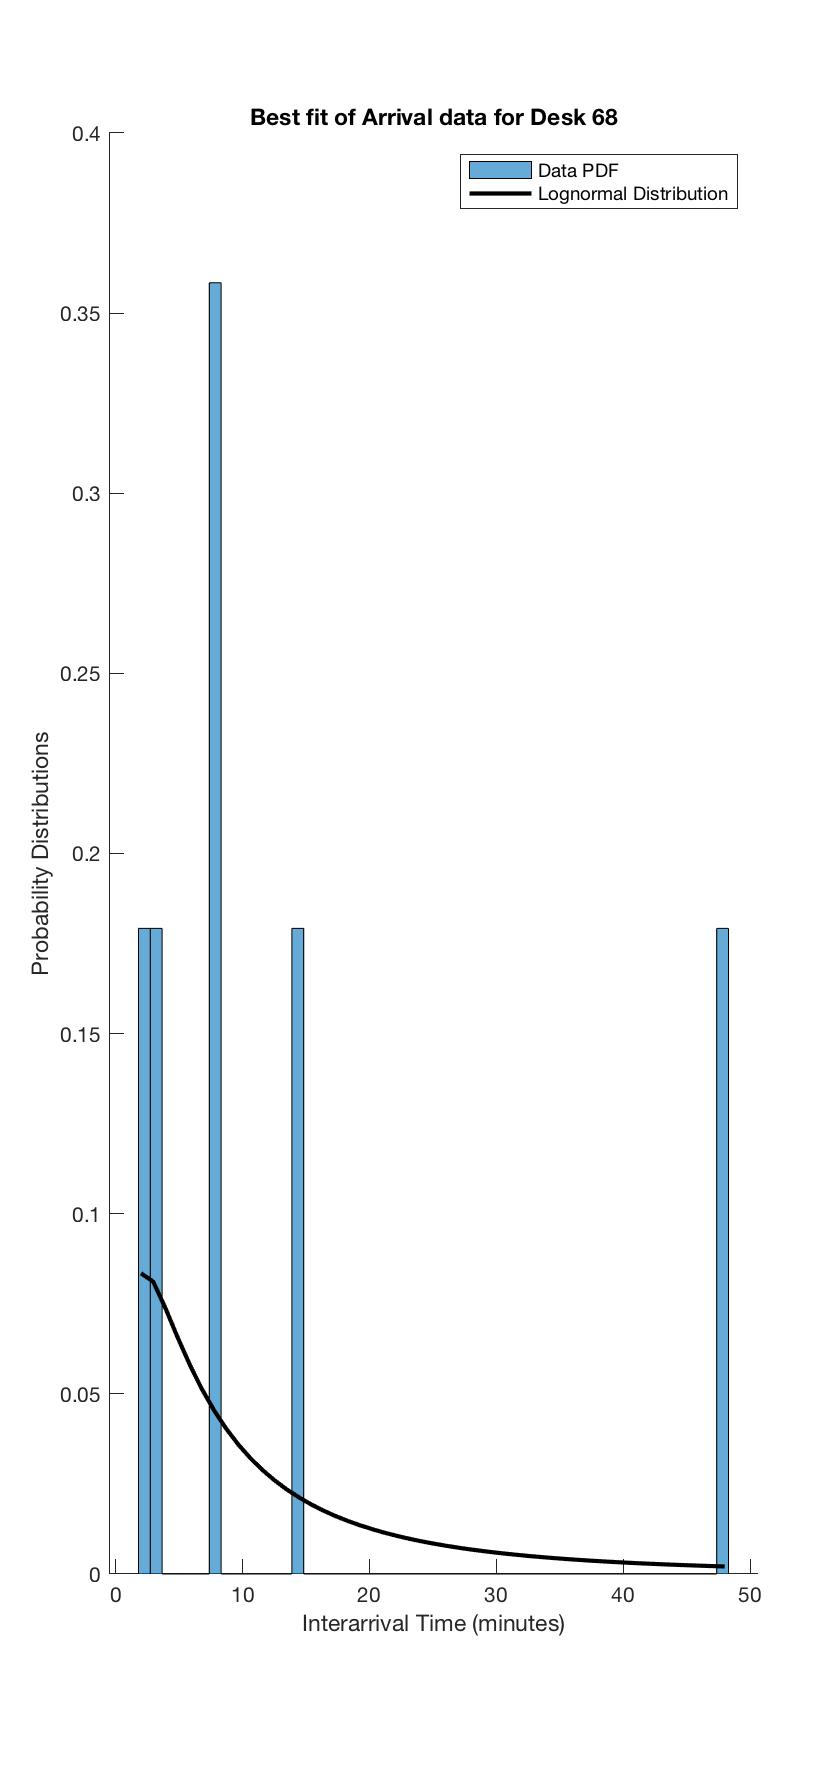 Best fit of Arrival data for Desk 68
Data PDF
Lognormal Distribution
0.4
0.35
0.3
0.25
0.2
0.15
0.1
0.05
0
Probability Distributions
0 10 20 30 40 50
Interarrival Time (minutes)